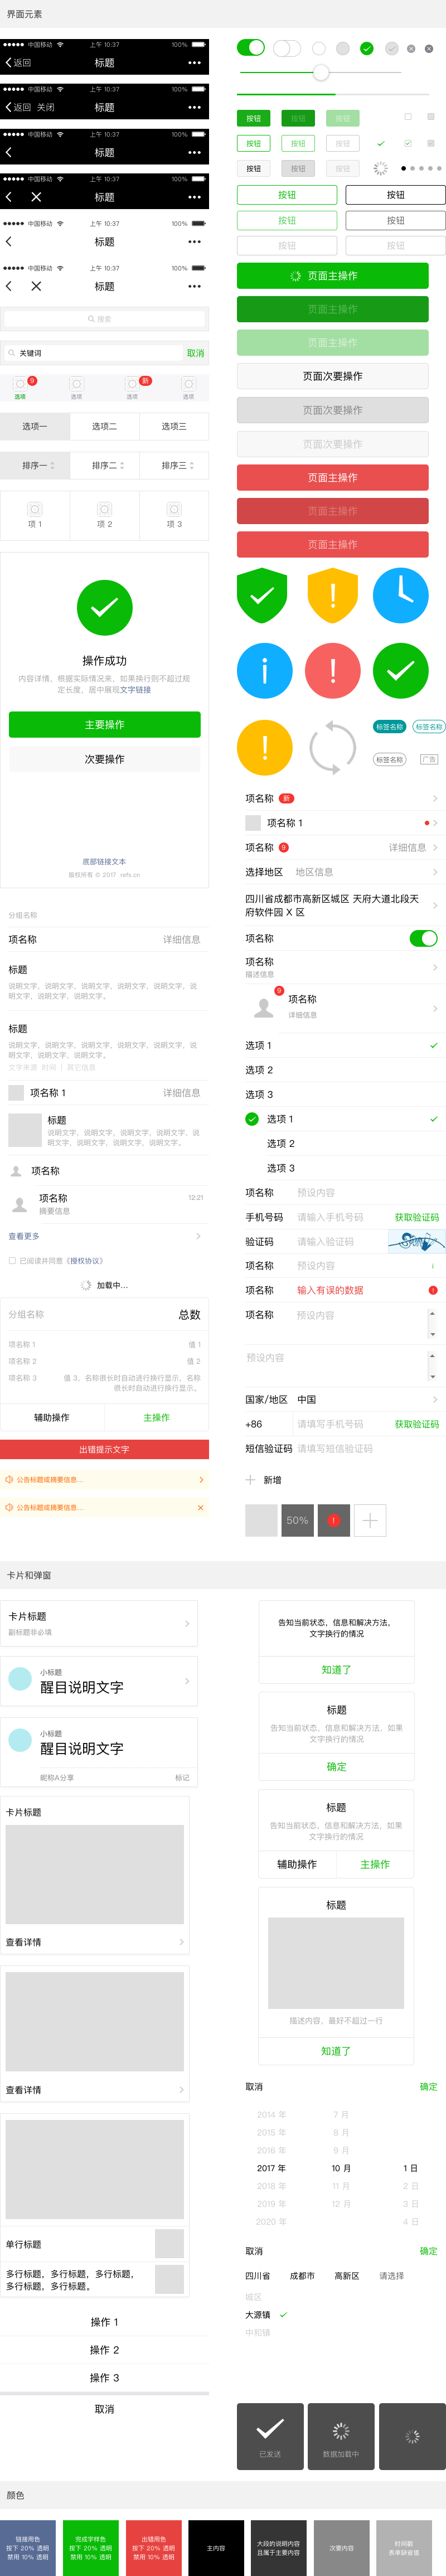 界面元素
中国移动 上午 10:37 100%
返回 标题
中国移动 上午 10:37 100%
返回 关闭 标题
中国移动 上午 10:37 100%
标题
中国移动 上午 10:37 100%
标题
中国移动 上午 10:37 100%
标题
中国移动 上午 10:37 100%
标题
搜索
关键词 取消
9 新
选项 选项 选项 选项
选项一 选项二 选项三
排序一 排序二 排序三
项 1 项 2 项 3
操作成功
内容详情，根据实际情况来，如果换行则不超过规
定长度，居中展现文字链接
主要操作
次要操作
底部链接文本
版权所有 © 2017 refs.cn
分组名称
项名称 详细信息
标题
说明文字，说明文字，说明文字，说明文字，说明文字，说
明文字，说明文字，说明文字。
标题
说明文字，说明文字，说明文字，说明文字，说明文字，说
明文字，说明文字，说明文字。
文字来源 时间 | 其它信息
项名称 1 详细信息
标题
说明文字，说明文字，说明文字，说明文字，说
明文字，说明文字，说明文字，说明文字。
项名称
项名称 12:21
摘要信息
查看更多
已阅读并同意《授权协议》
加载中...
分组名称 总数
项名称 1 值 1
项名称 2 值 2
项名称 3 值 3，名称很长时自动进行换行显示，名称
很长时自动进行换行显示。
辅助操作 主操作
出错提示文字
公告标题或摘要信息...
公告标题或摘要信息...
按钮 按钮 按钮
按钮 按钮 按钮
按钮 按钮 按钮
按钮 按钮
按钮 按钮
按钮 按钮
页面主操作
页面主操作
页面主操作
页面次要操作
页面次要操作
页面次要操作
页面主操作
页面主操作
页面主操作
标签名称 标签名称
标签名称 广告
项名称 新
项名称 1
项名称 9 详细信息
选择地区 地区信息
四川省成都市高新区城区 天府大道北段天
府软件园 X 区
项名称
项名称
描述信息
9
项名称
详细信息
选项 1
选项 2
选项 3
选项 1
选项 2
选项 3
项名称 预设内容
手机号码 请输入手机号码 获取验证码
验证码 请输入验证码
项名称 预设内容
项名称 输入有误的数据
项名称 预设内容
预设内容
国家/地区 中国
+86 请填写手机号码 获取验证码
短信验证码 请填写短信验证码
新增
50%
卡片和弹窗
卡片标题
副标题非必填
小标题
醒目说明文字
小标题
醒目说明文字
昵称A分享 标记
卡片标题
查看详情
查看详情
单行标题
多行标题，多行标题，多行标题，
多行标题，多行标题。
操作 1
操作 2
操作 3
取消
告知当前状态，信息和解决方法，
文字换行的情况
知道了
标题
告知当前状态，信息和解决方法，如果
文字换行的情况
确定
标题
告知当前状态，信息和解决方法，如果
文字换行的情况
辅助操作 主操作
标题
描述内容，最好不超过一行
知道了
取消 确定
2014 年 7 月
2015 年 8 月
2016 年 9 月
2017 年 10 月 1 日
2018 年 11 月 2 日
2019 年 12 月 3 日
2020 年 4 日
取消 确定
四川省 成都市 高新区 请选择
城区
大源镇
中和镇
已发送 数据加载中
颜色
链接用色
按下 20% 透明
禁用 10% 透明
完成字样色
按下 20% 透明
禁用 10% 透明
出错用色
按下 20% 透明
禁用 10% 透明
主内容
大段的说明内容
且属于主要内容
次要内容
时间戳
表单缺省值